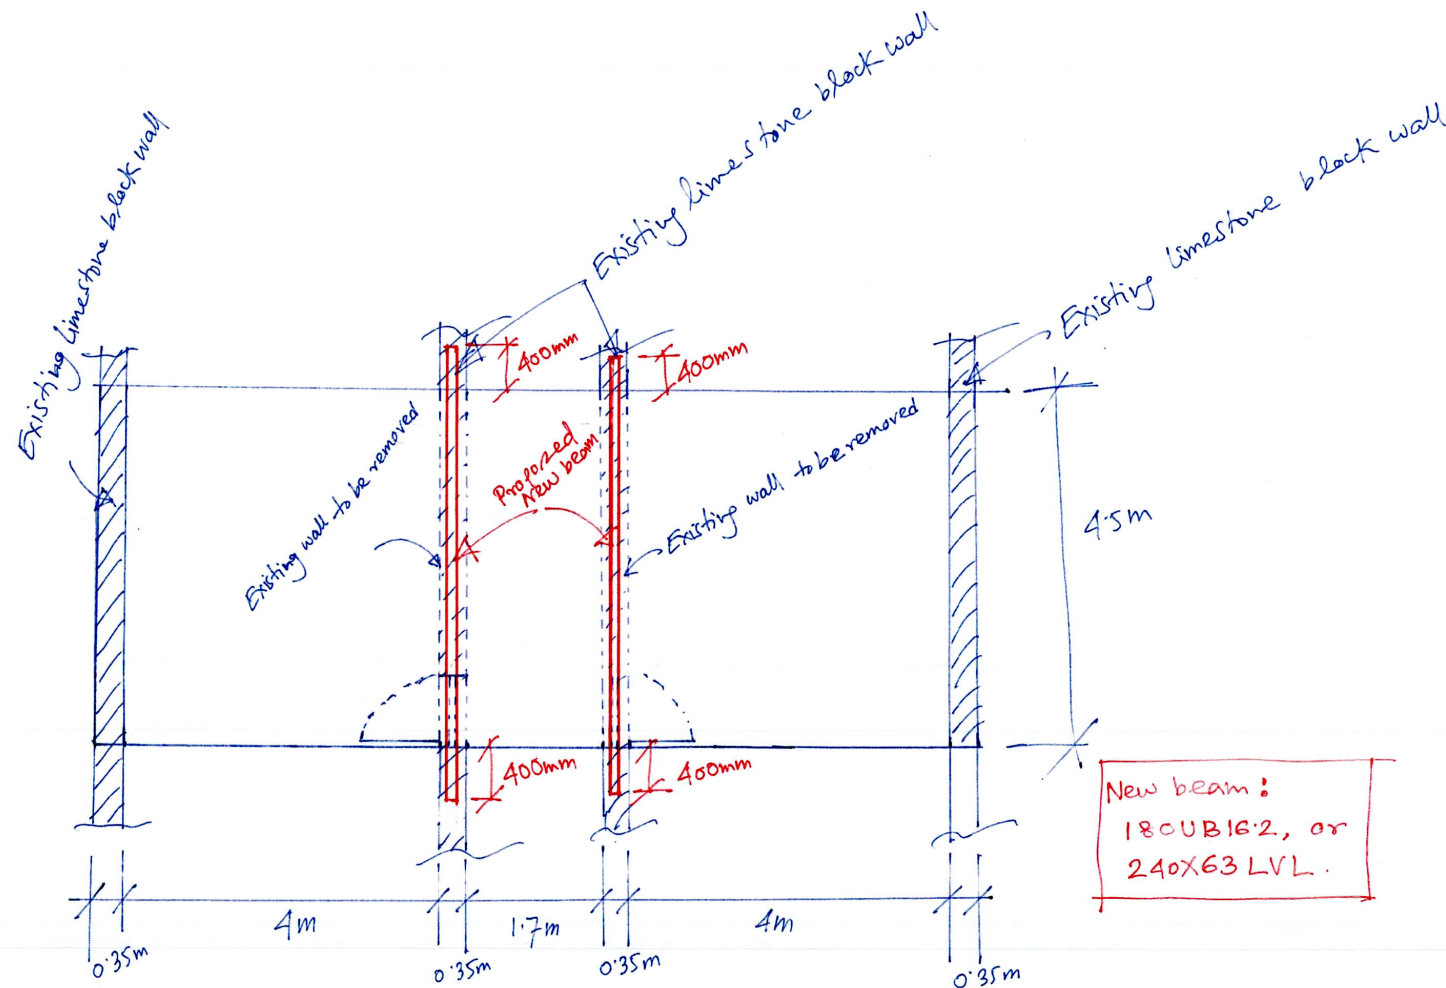 Existing limestone block wall
Existing limestone block wall
Existing limestone block wall
400mm
400mm
Existing wall to be removed
Proposed
New beam
Existing wall to be removed
4.5m
400mm
400mm
New beam:
180UB16.2, or
240X63 LVL.
4m
1.7m
4m
0.35m
0.35m
0.35m
0.35m